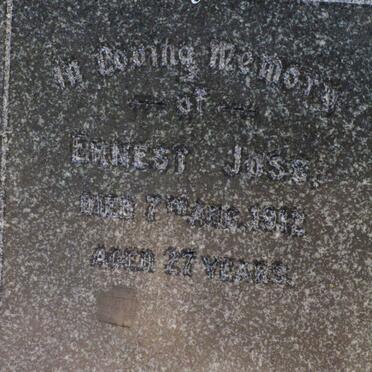 In Loving Memory
of
ERNEST JOSS.
DIED 7TH AUG. 1912
AGED 27 YEARS.